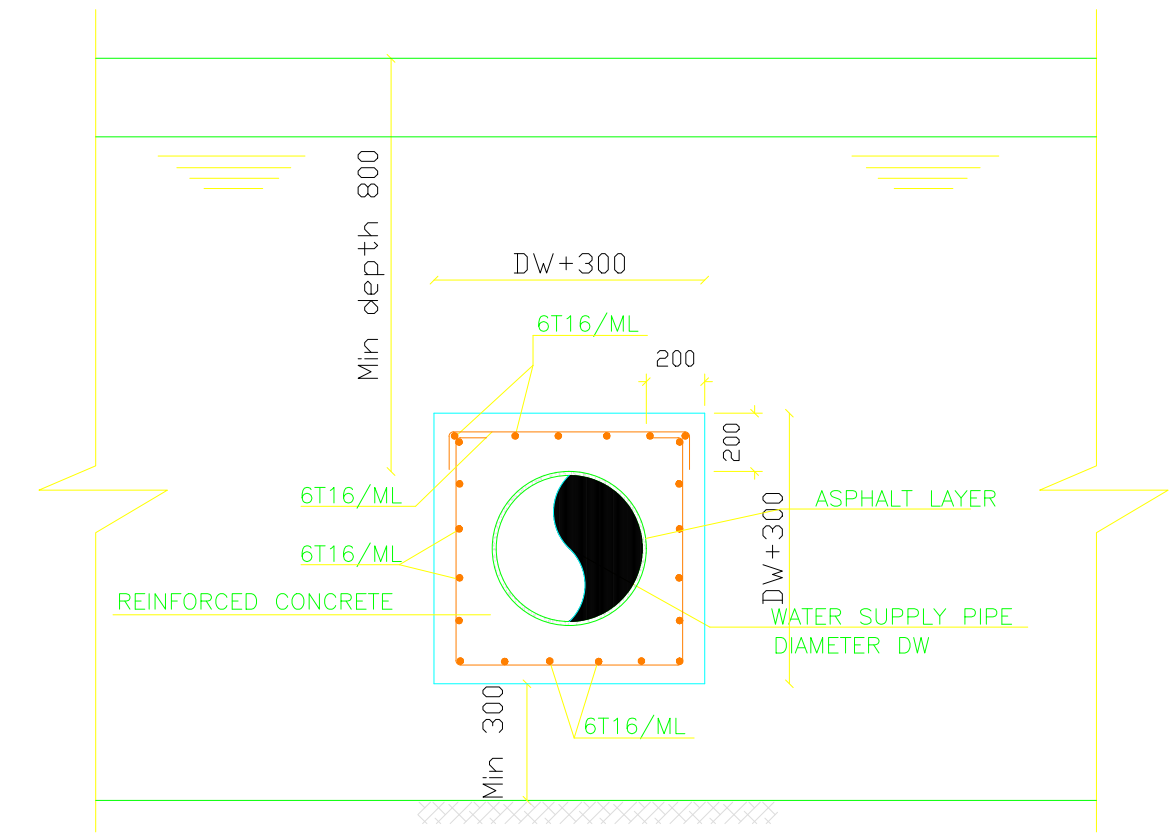 Min depth 800
DW+300
6T16/ML
200
200
6T16/ML
ASPHALT LAYER
DW+300
6T16/ML
REINFORCED CONCRETE
WATER SUPPLY PIPE
DIAMETER DW
Min 300
6T16/ML